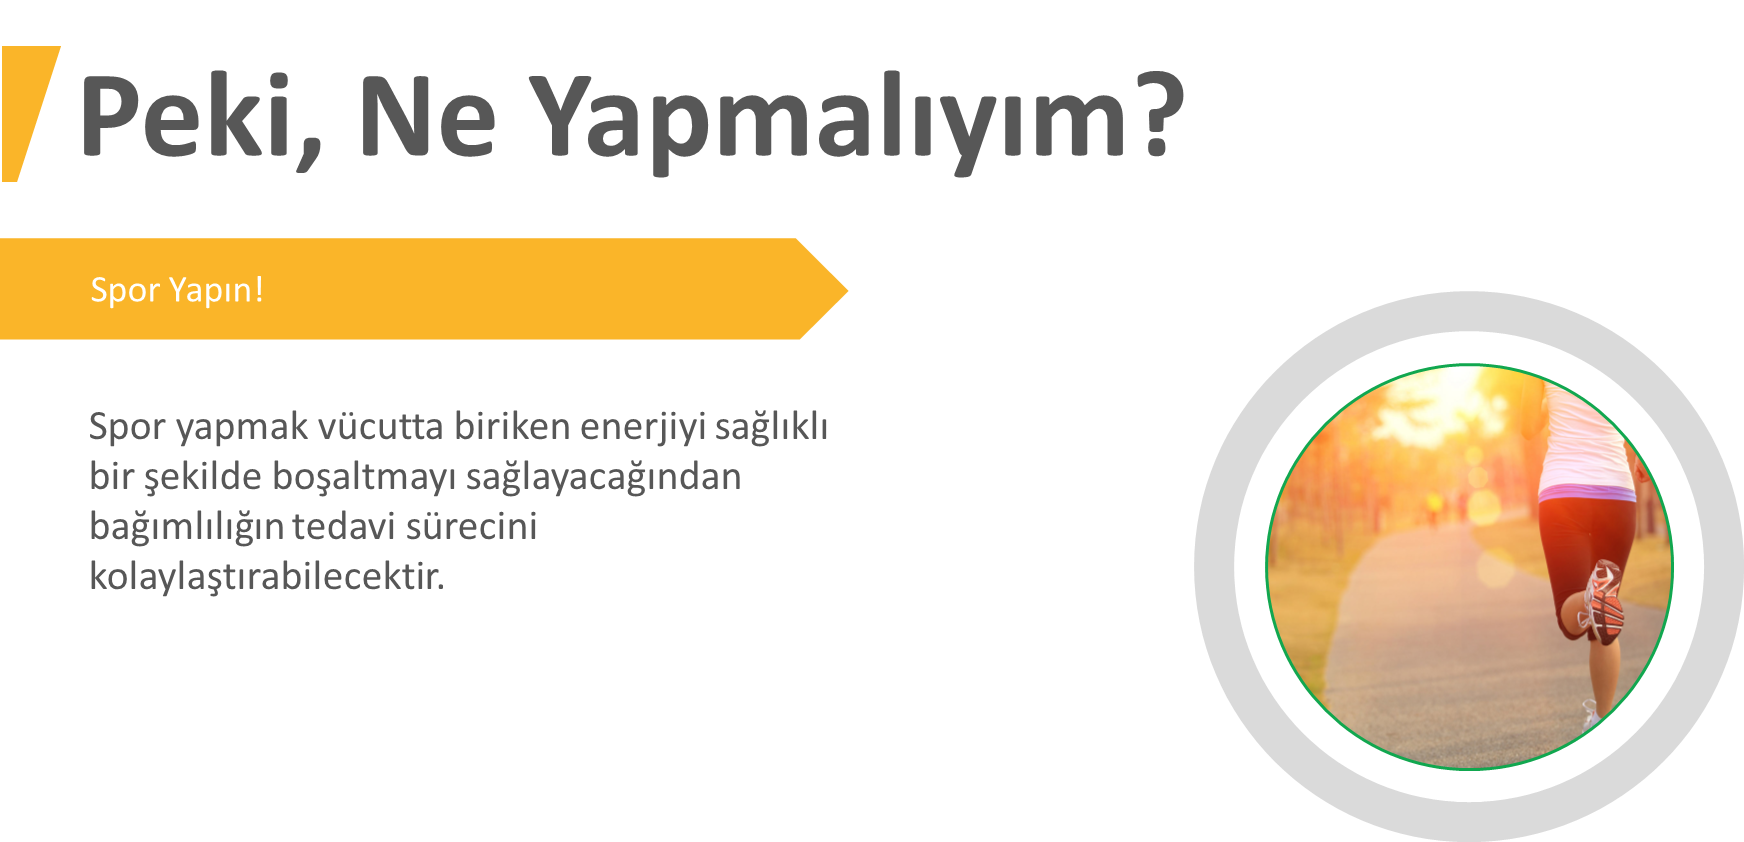 Peki, Ne Yapmalıyım?
Spor Yapın!
Spor yapmak vücutta biriken enerjiyi sağlıklı
bir şekilde boşaltmayı sağlayacağından
bağımlılığın tedavi sürecini
kolaylaştırabilecektir.